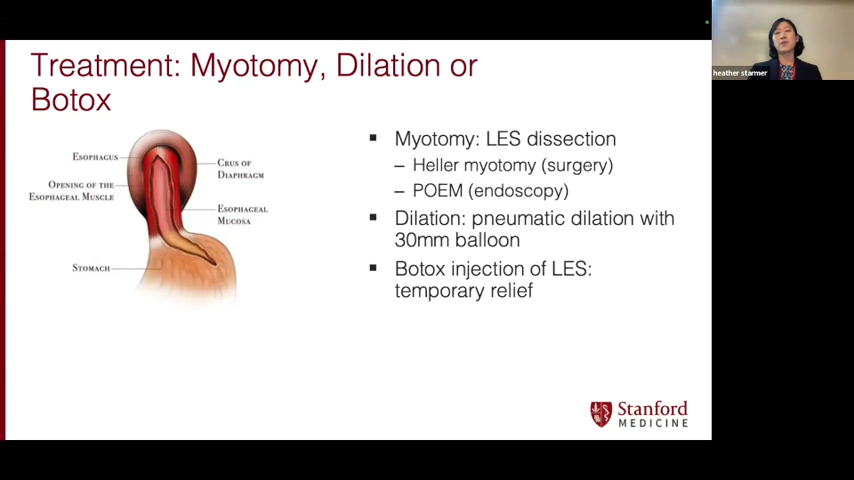 heather starmer
Treatment: Myotomy, Dilation or
Botox
ESOPHAGUS
OPENING OF THE
ESOPHAGEAL MUSCLE
STOMACH
CRUS OF
DIAPHRAGM
ESOPHAGEAL
MUCOSA
▪ Myotomy: LES dissection
– Heller myotomy (surgery)
– POEM (endoscopy)
▪ Dilation: pneumatic dilation with
30mm balloon
▪ Botox injection of LES:
temporary relief
Stanford
MEDICINE